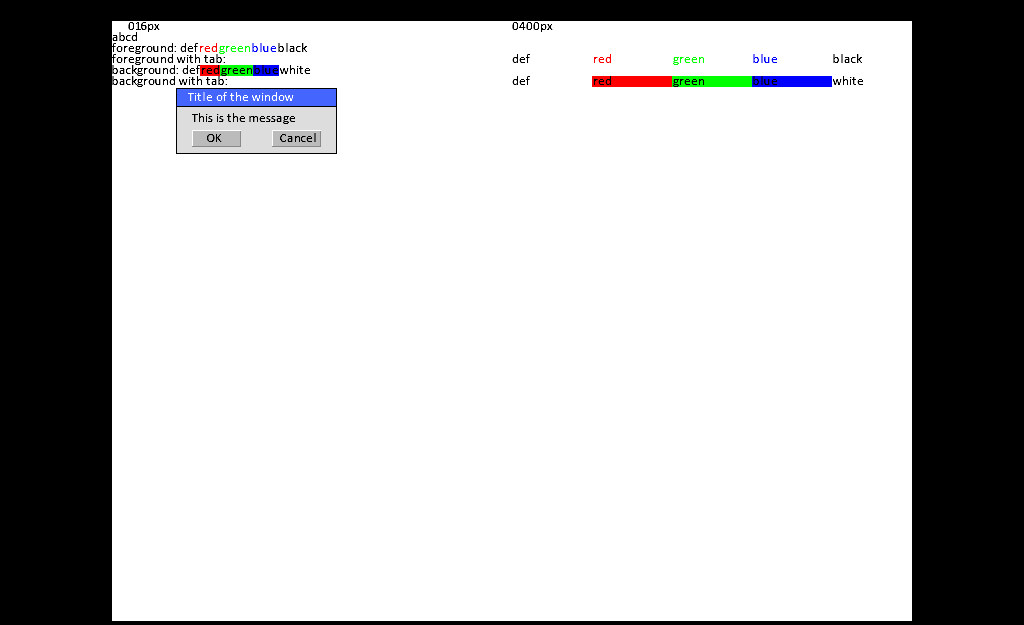 016px 0400px
abcd
foreground: defredgreenblueblack
foreground with tab: def red green blue black
background: defredgreenbluewhite
background with tab: def red green blue white
Title of the window
This is the message
OK Cancel